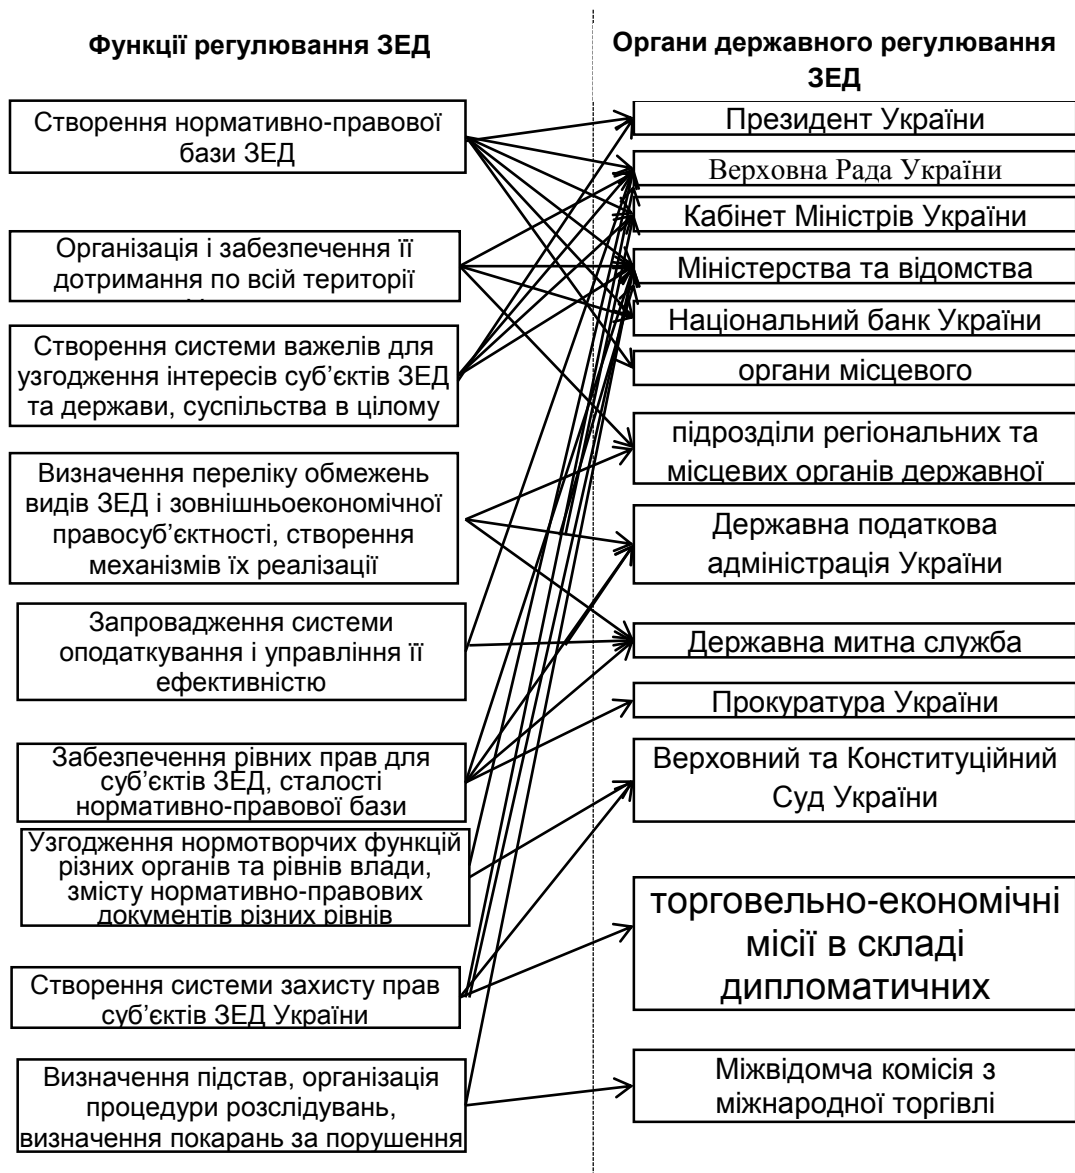 Функції регулювання ЗЕД
Створення нормативно-правової
бази ЗЕД
Організація і забезпечення її
дотримання по всій території
Створення системи важелів для
узгодження інтересів суб’єктів ЗЕД
та держави, суспільства в цілому
Визначення переліку обмежень
видів ЗЕД і зовнішньоекономічної
правосуб’єктності, створення
механізмів їх реалізації
Запровадження системи
оподаткування і управління її
ефективністю
Забезпечення рівних прав для
суб’єктів ЗЕД, сталості
нормативно-правової бази
Узгодження нормотворчих функцій
різних органів та рівнів влади,
змісту нормативно-правових
документів різних рівнів
Створення системи захисту прав
суб’єктів ЗЕД України
Визначення підстав, організація
процедури розслідувань,
визначення покарань за порушення
Органи державного регулювання
ЗЕД
Президент України
Верховна Рада України
Кабінет Міністрів України
Міністерства та відомства
Національний банк України
органи місцевого
підрозділи регіональних та
місцевих органів державної
Державна податкова
адміністрація України
Державна митна служба
Прокуратура України
Верховний та Конституційний
Суд України
торговельно-економічні
місії в складі
дипломатичних
Міжвідомча комісія з
міжнародної торгівлі